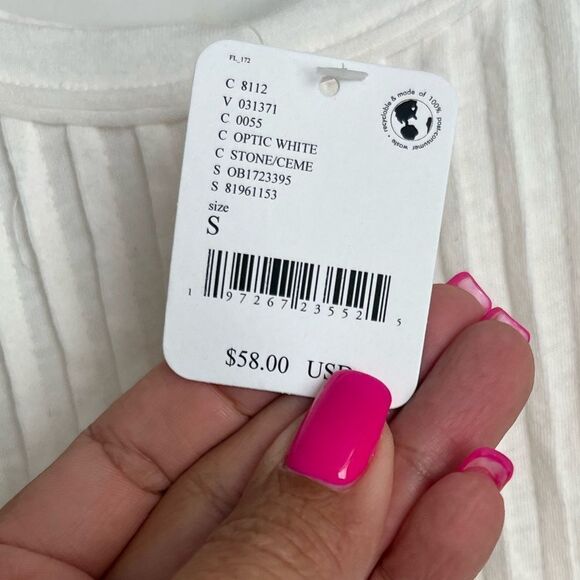 FL_172
C 8112
V 031371
C 0055
C OPTIC WHITE
C STONE/CEME
S OB1723395
S 81961153
size
S
1 97267 23552 5
$58.00 USD
recyclable & made of 100% post-consumer waste